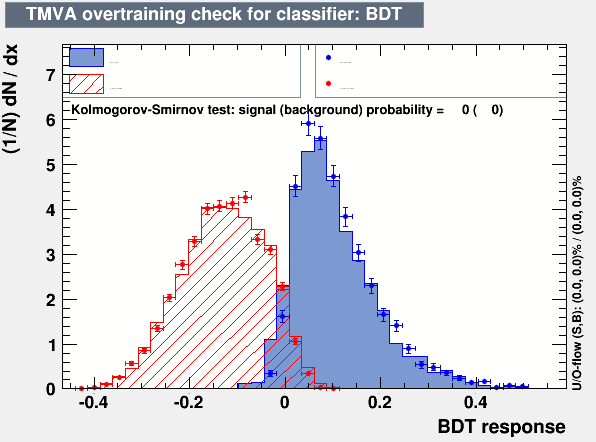 TMVA overtraining check for classifier: BDT
(1/N) dN / dx
Kolmogorov-Smirnov test: signal (background) probability = 0 ( 0)
7
6
5
4
3
2
1
0
-0.4 -0.2 0 0.2 0.4
BDT response
U/O-flow (S,B): (0.0, 0.0)% / (0.0, 0.0)%